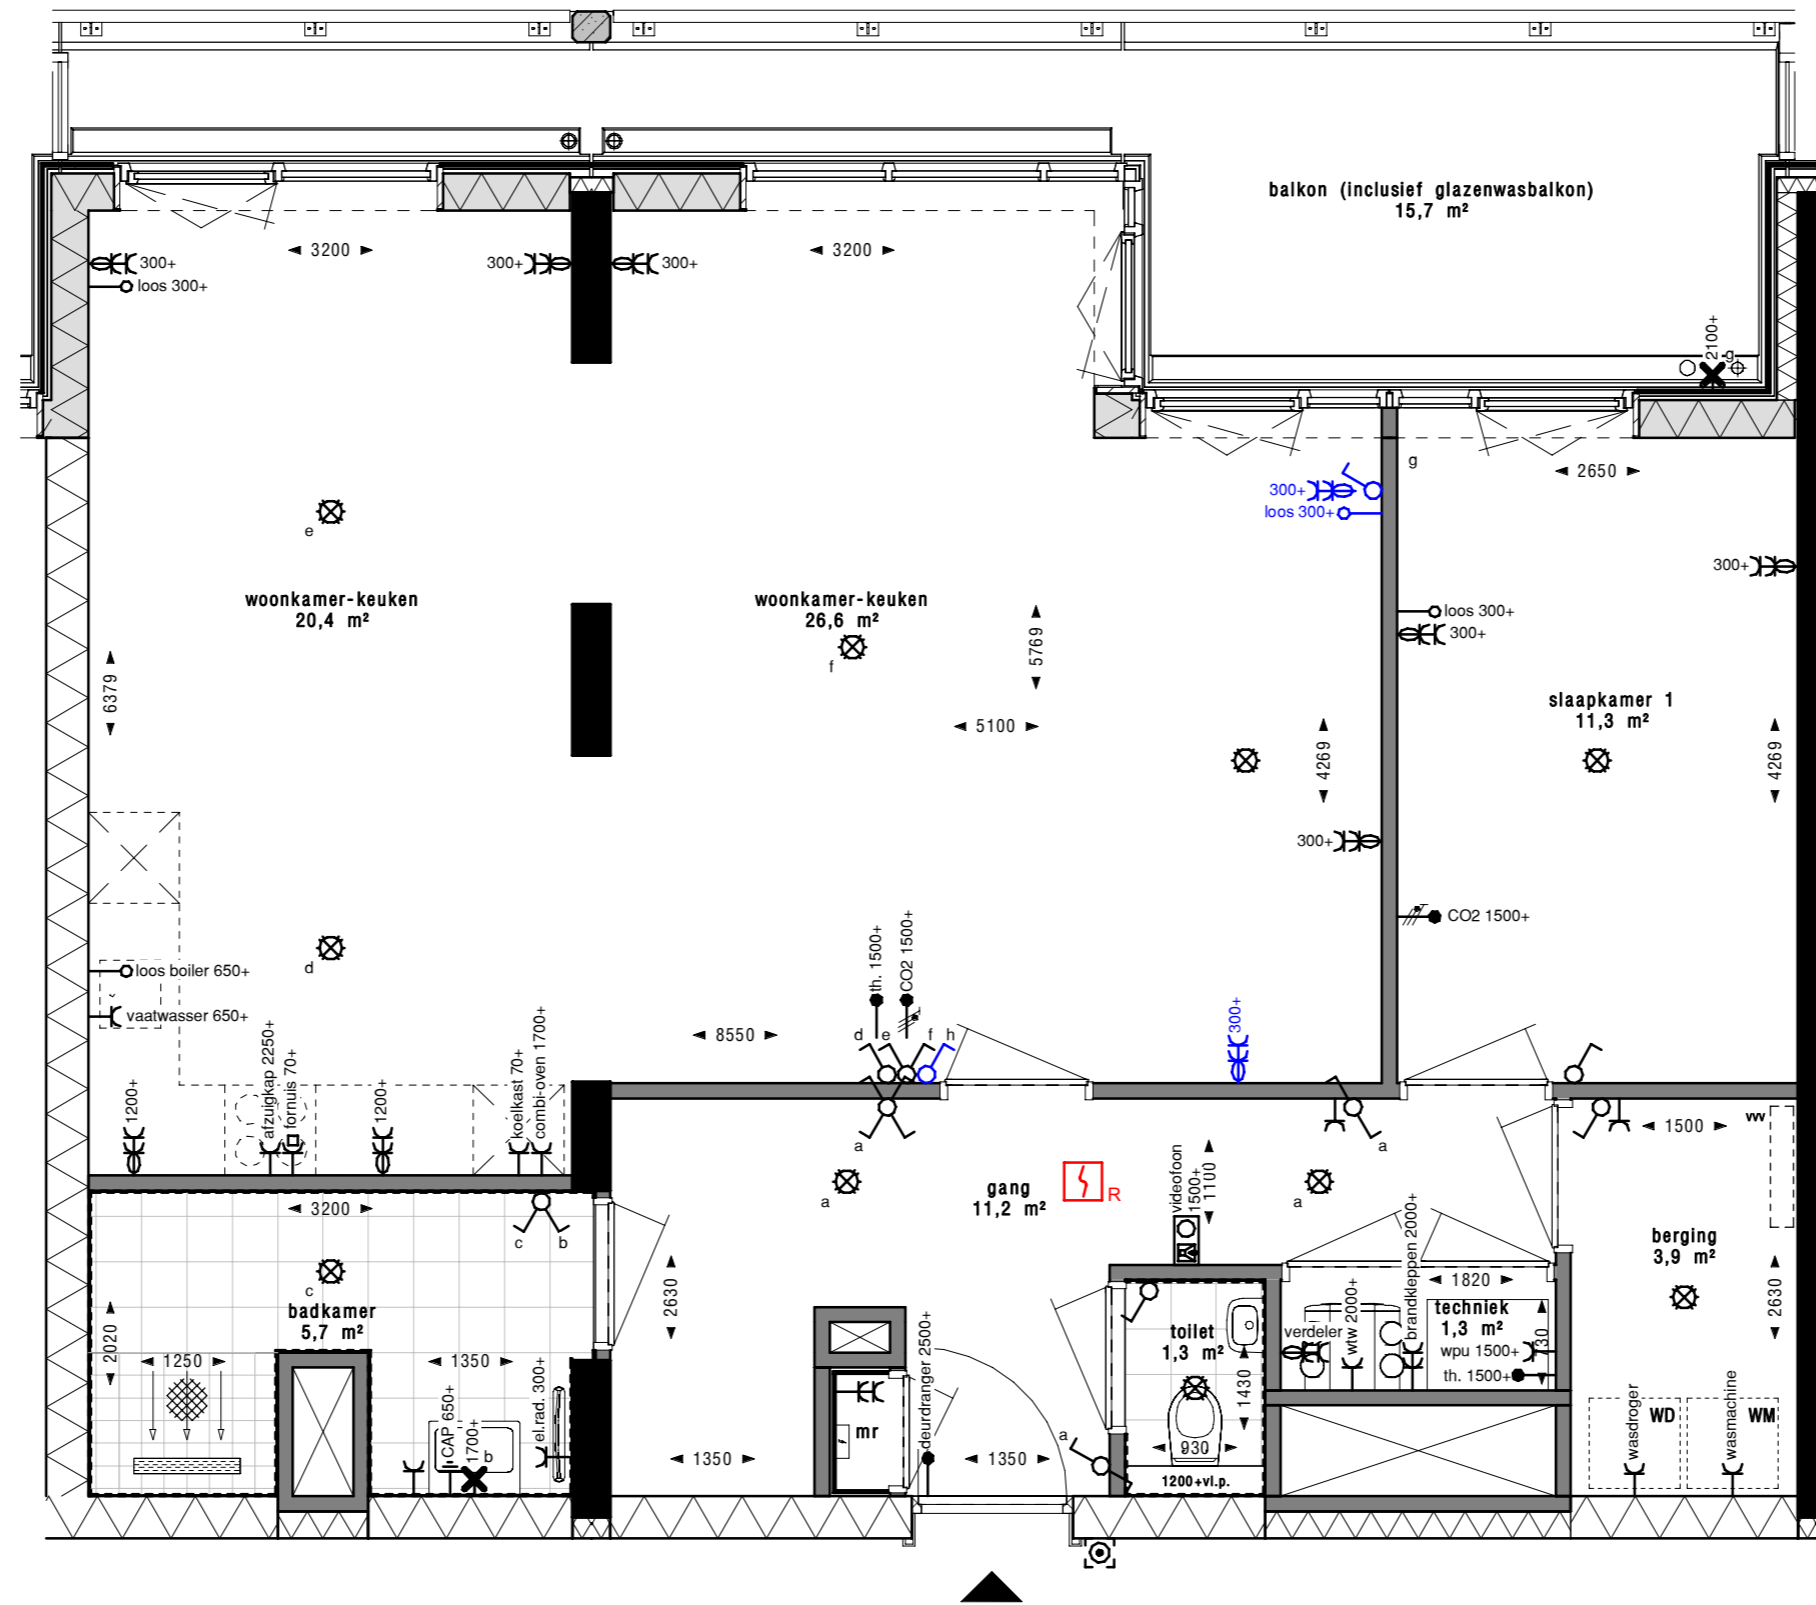 balkon (inclusief glazenwasbalkon)
15,7 m²
3200
3200
300+
loos 300+
300+
300+
2100+
g
g
2650
300+
loos 300+
300+
e
woonkamer-keuken
20,4 m²
woonkamer-keuken
26,6 m²
f
5769
6379
5100
loos 300+
300+
slaapkamer 1
11,3 m²
4269
4269
300+
CO2 1500+
d
loos boiler 650+
vaatwasser 650+
1200+
afzuigkap 2250+
fornuis 70+
1200+
koelkast 70+
combi-oven 1700+
8550
th. 1500+
CO2 1500+
d
e
f
h
300+
a
a
1500
vvv
3200
c
b
a
gang
11,2 m²
R
videofoon
1500+
1100
a
berging
3,9 m²
c
badkamer
5,7 m²
2020
1250
1350
2630
CAP 650+
1700+
b
el.rad. 300+
1350
mr
deurdranger 2500+
1350
a
toilet
1,3 m²
1430
930
1200+vl.p.
verdeler
wtw 2000+
brandkleppen 2000+
1820
techniek
1,3 m²
wpu 1500+
th. 1500+
2630
wasdroger
WD
wasmachine
WM